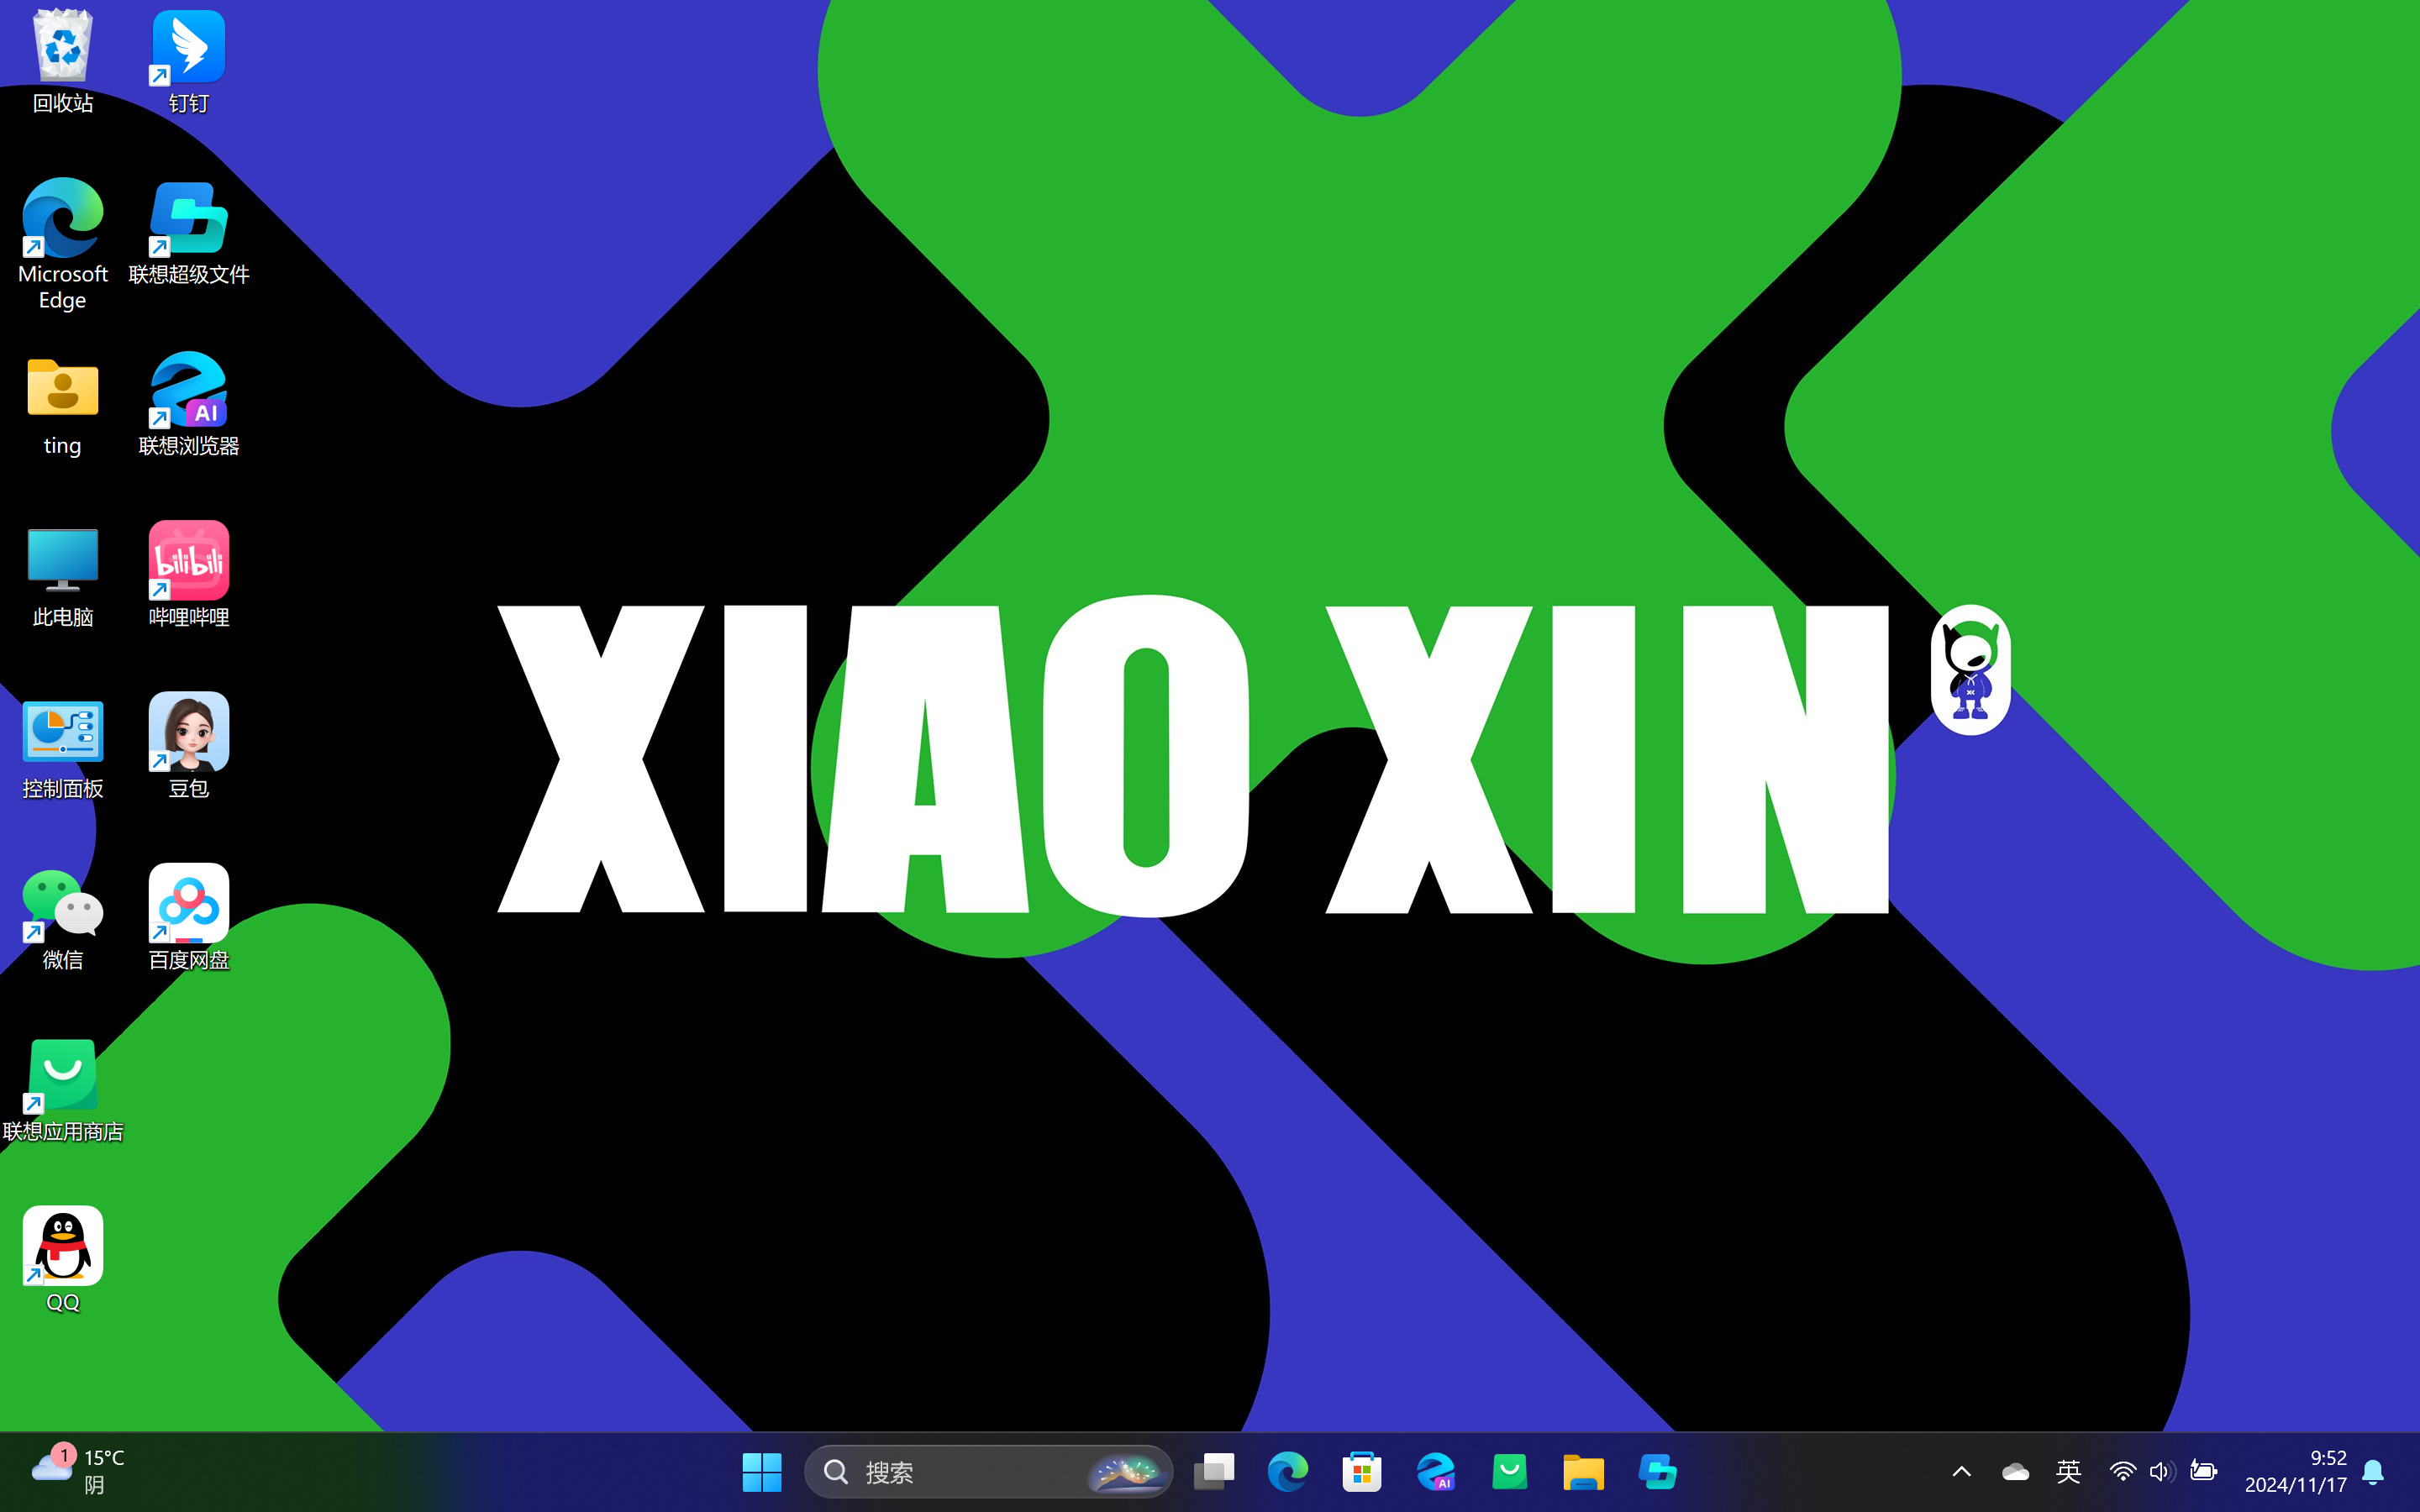 回收站
钉钉
Microsoft
Edge
联想超级文件
ting
AI
联想浏览器
此电脑
bilibili
哔哩哔哩
控制面板
豆包
微信
百度网盘
联想应用商店
QQ
XIAOXIN
1
15°C
阴
搜索
AI
英
9:52
2024/11/17